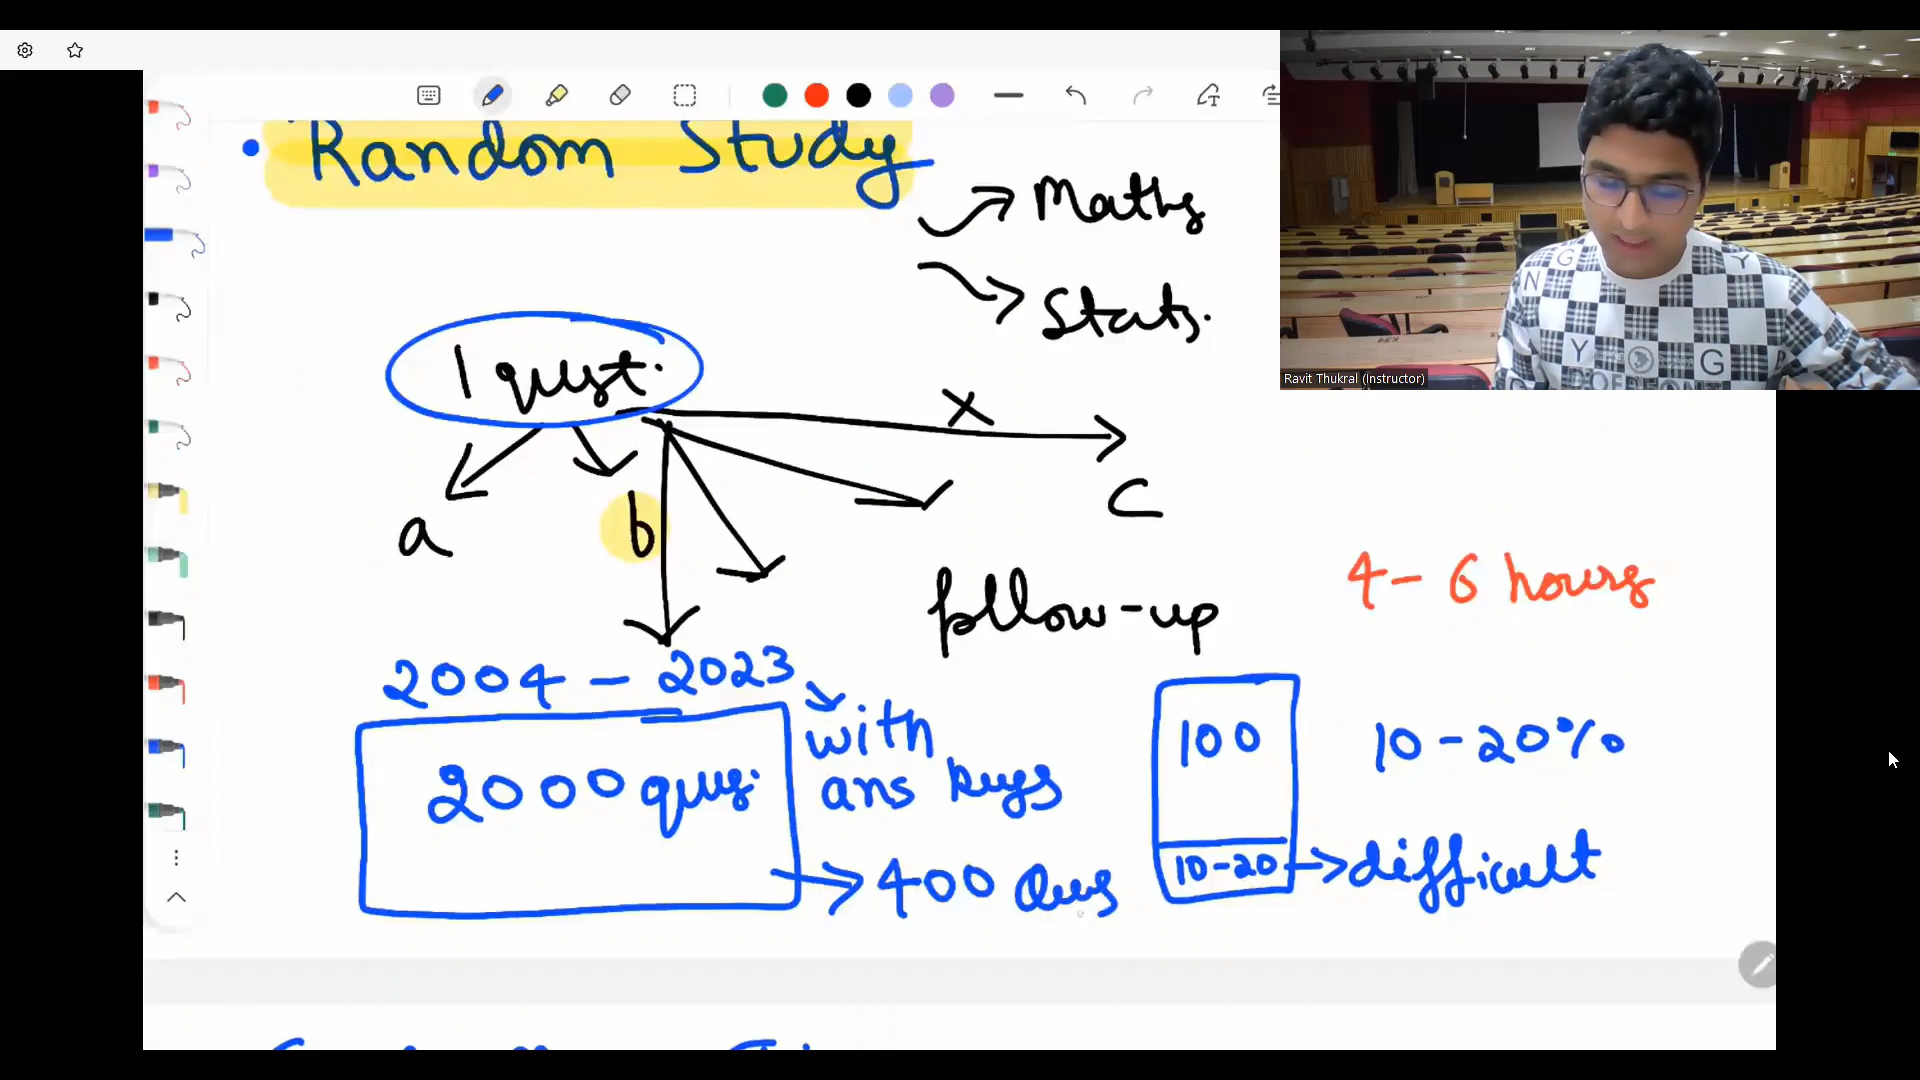 • Random Study
Maths
Stats.
1 quest.
a
b
x
c
follow-up
4 - 6 hours
2004 - 2023
with
ans keys
2000 ques.
400 Ques
100
10-20
10 - 20%
difficult
Ravit Thukral (Instructor)
N
G
Y
Y
G